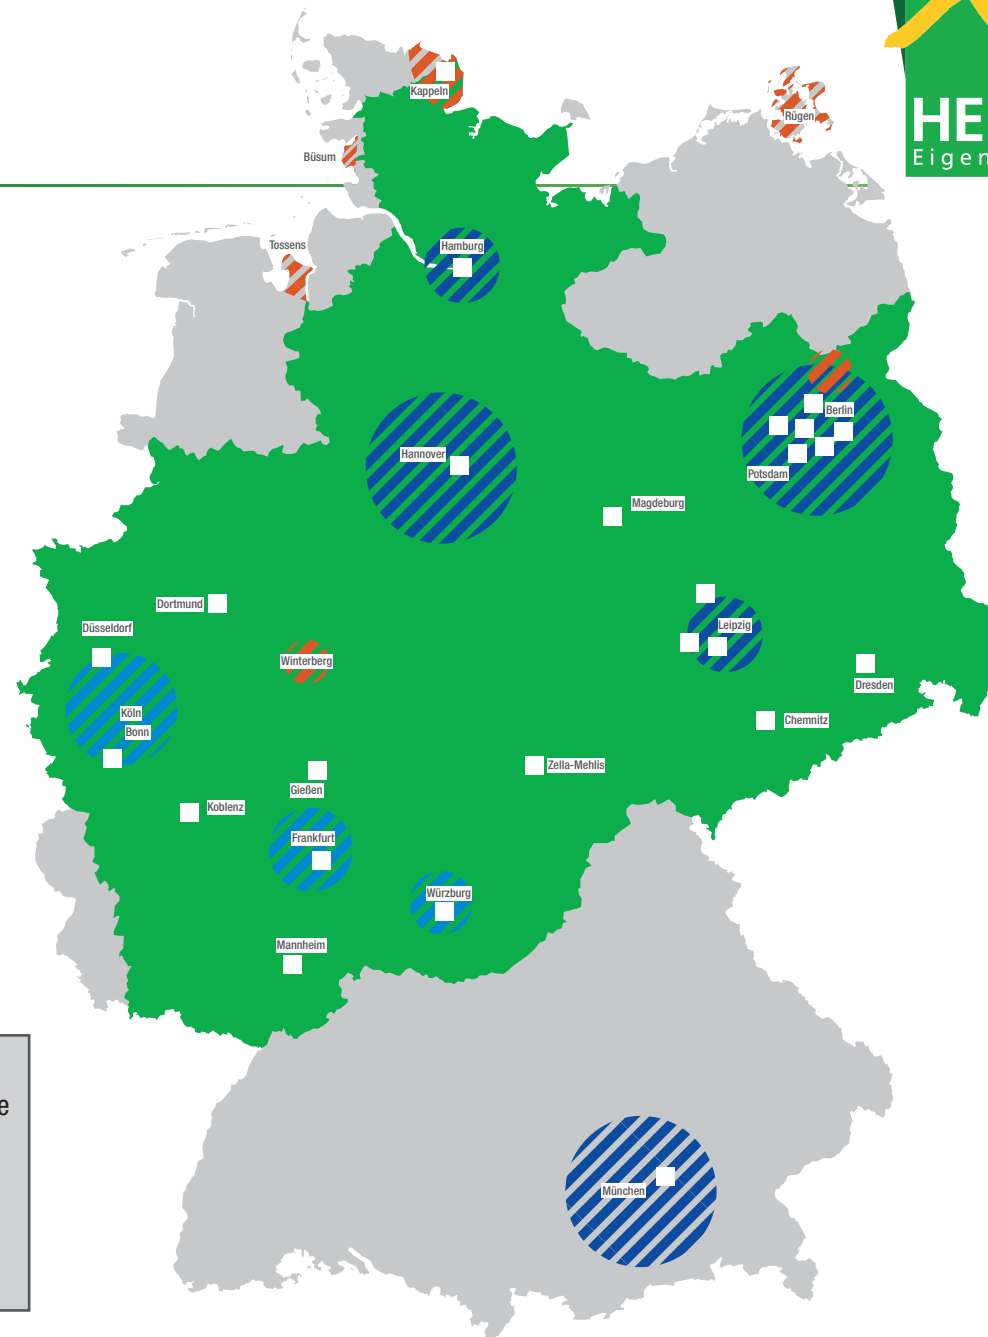 Kappeln
HE
Eigen
Rügen
Büsum
Tossens
Hamburg
Berlin
Hannover
Potsdam
Magdeburg
Dortmund
Düsseldorf
Leipzig
Winterberg
Dresden
Köln
Chemnitz
Bonn
Zella-Mehlis
Gießen
Koblenz
Frankfurt
Würzburg
Mannheim
e
München